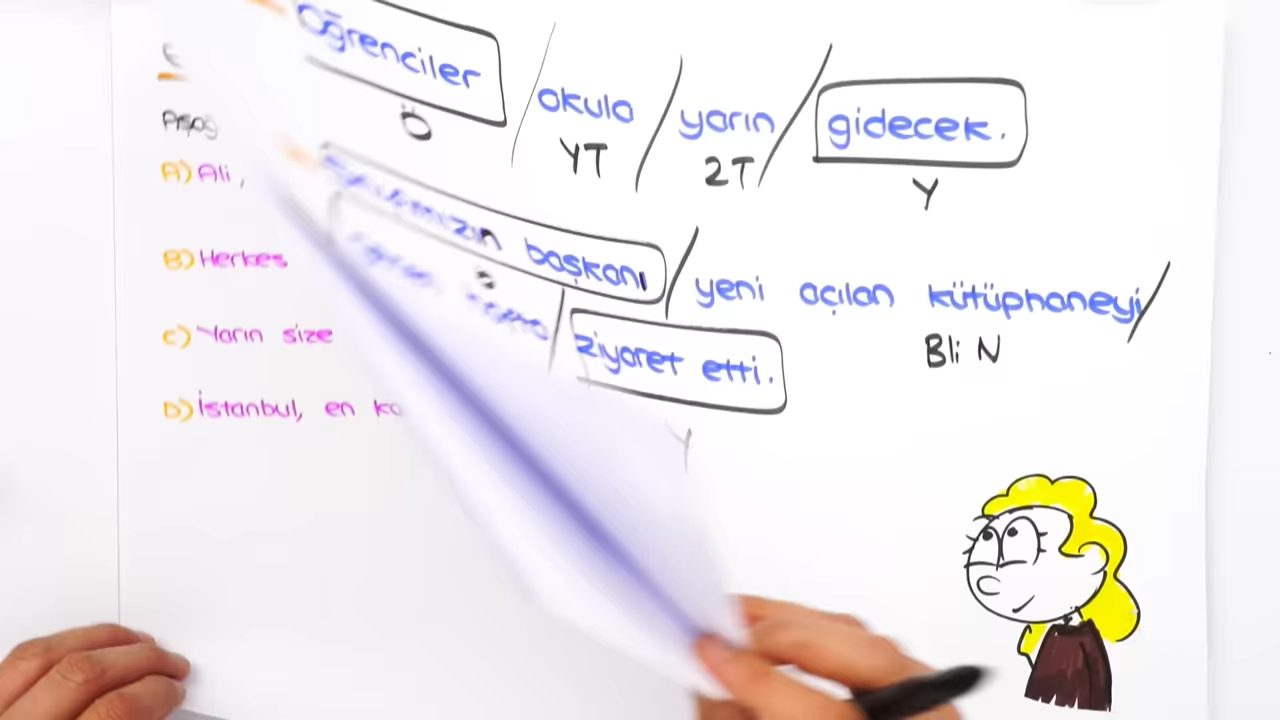 Öğrenciler okula yarın gidecek.
Ö YT ZT Y
başkanı yeni açılan kütüphaneyi
Ö Bli N
ziyaret etti.
Y
A) Ali,
B) Herkes
C) Yarın size
D) İstanbul, en